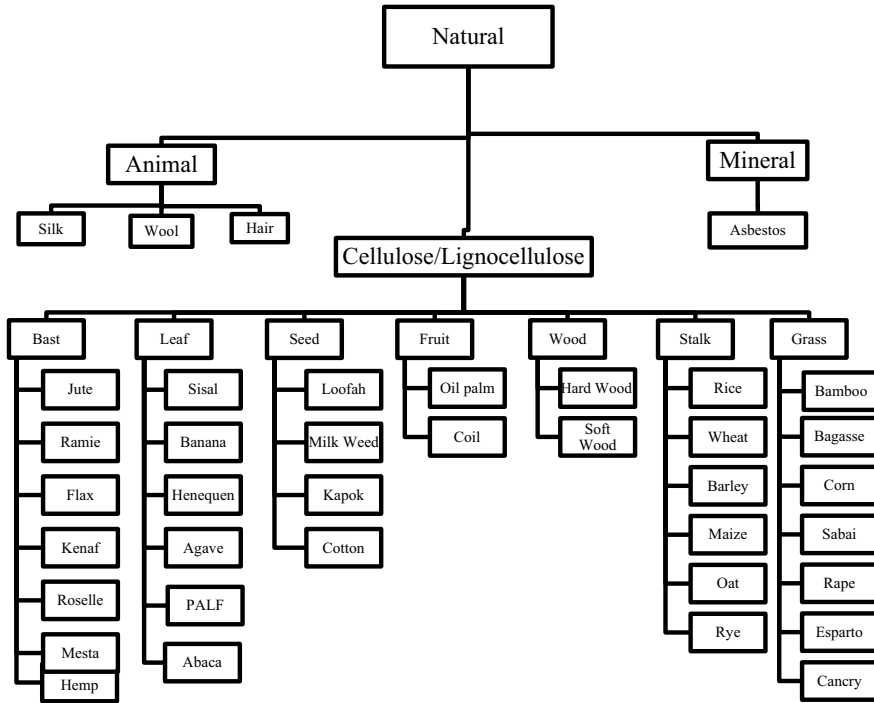 Natural
Animal
Mineral
Silk
Wool
Hair
Asbestos
Cellulose/Lignocellulose
Bast
Leaf
Seed
Fruit
Wood
Stalk
Grass
Jute
Ramie
Flax
Kenaf
Roselle
Mesta
Hemp
Sisal
Banana
Henequen
Agave
PALF
Abaca
Loofah
Milk Weed
Kapok
Cotton
Oil palm
Coil
Hard Wood
Soft
Wood
Rice
Wheat
Barley
Maize
Oat
Rye
Bamboo
Bagasse
Corn
Sabai
Rape
Esparto
Cancry